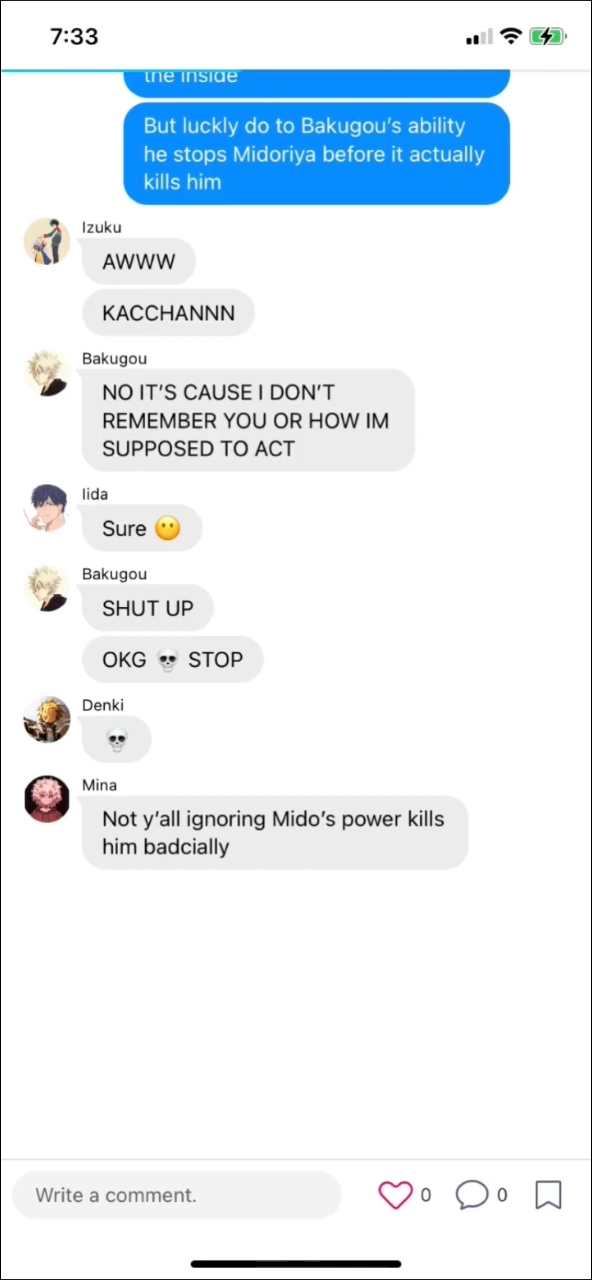 7:33
the inside"
But luckly do to Bakugou's ability
he stops Midoriya before it actually
kills him
Izuku
AWWW
KACCHANNN
Bakugou
NO IT'S CAUSE I DON'T
REMEMBER YOU OR HOW IM
SUPPOSED TO ACT
Iida
Sure 😶
Bakugou
SHUT UP
OKG 💀 STOP
Denki
💀
Mina
Not y'all ignoring Mido's power kills
him badcially
Write a comment.
0
0